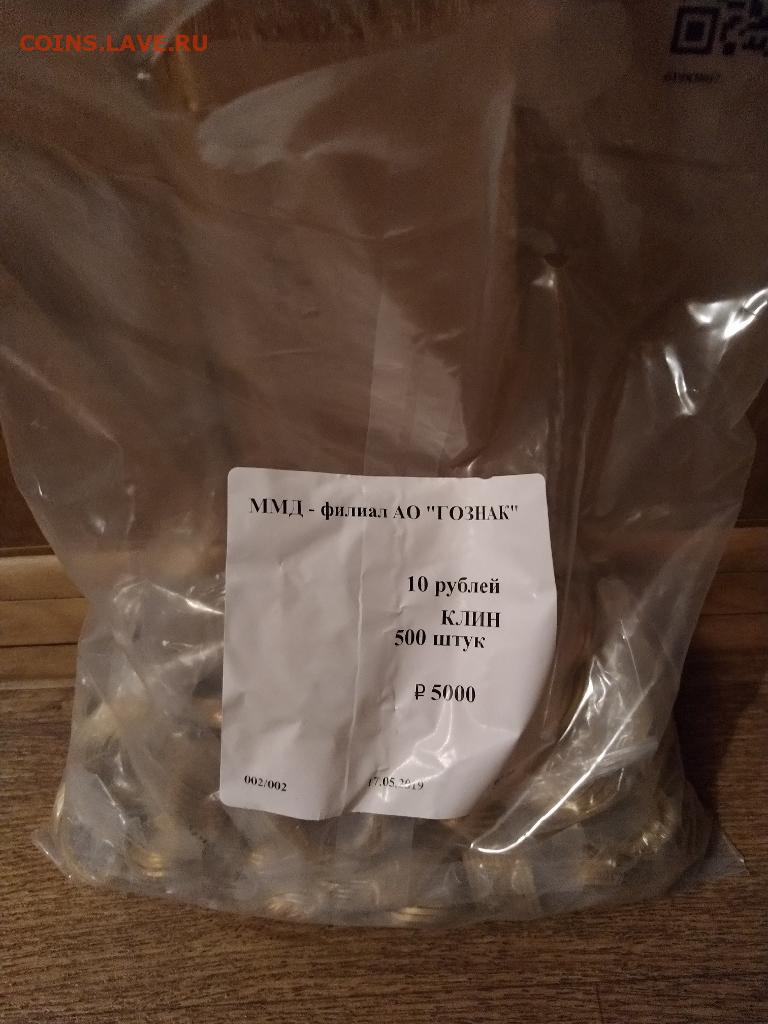 COINS.LAVE.RU
ММД - филиал АО "ГОЗНАК"
10 рублей
КЛИН
500 штук
₽ 5000
002/002
17.05.2019